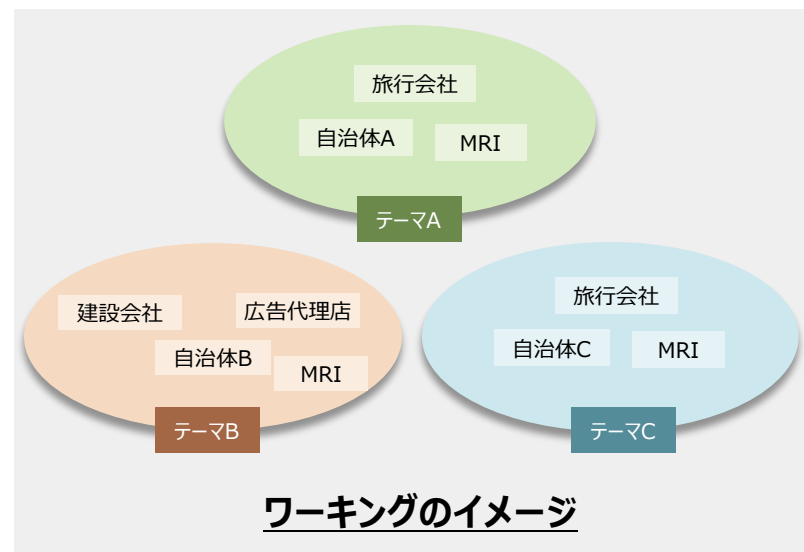 旅行会社
自治体A
MRI
テーマA
建設会社
広告代理店
自治体B
MRI
テーマB
旅行会社
自治体C
MRI
テーマC
ワーキングのイメージ